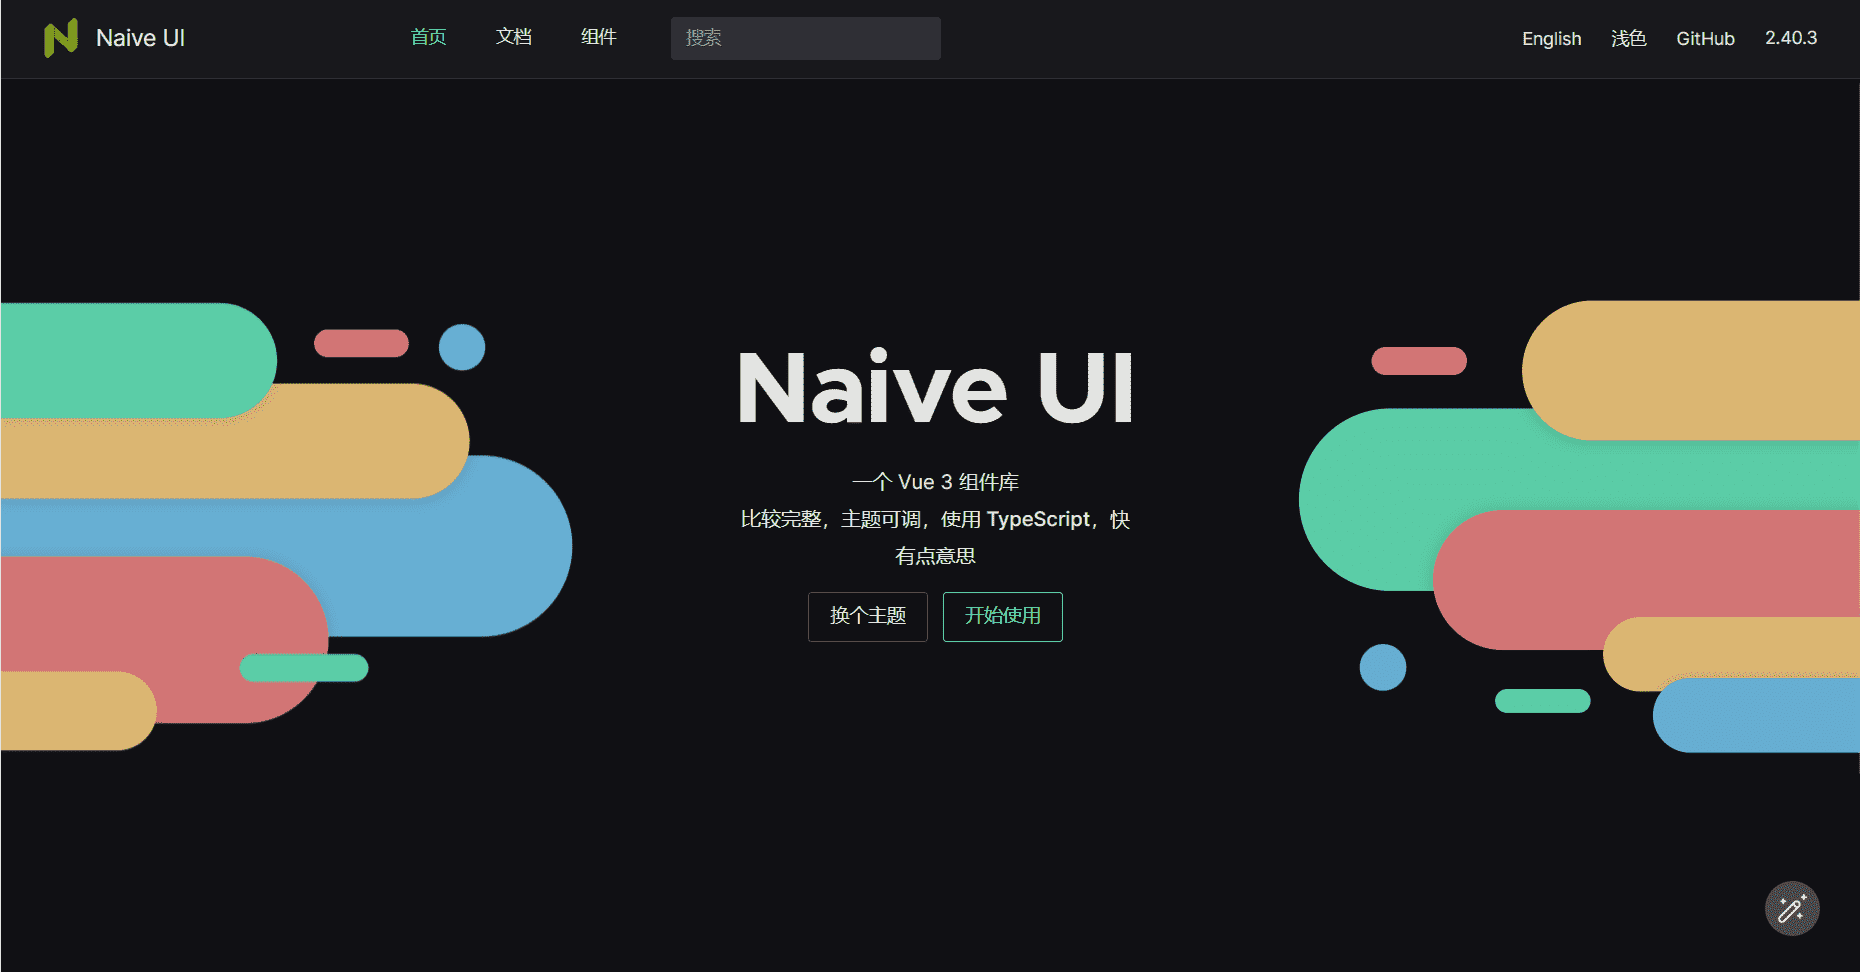 Naive UI 首页 文档 组件 搜索 English 浅色 GitHub 2.40.3
Naive UI
一个 Vue 3 组件库
比较完整，主题可调，使用 TypeScript，快
有点意思
换个主题 开始使用